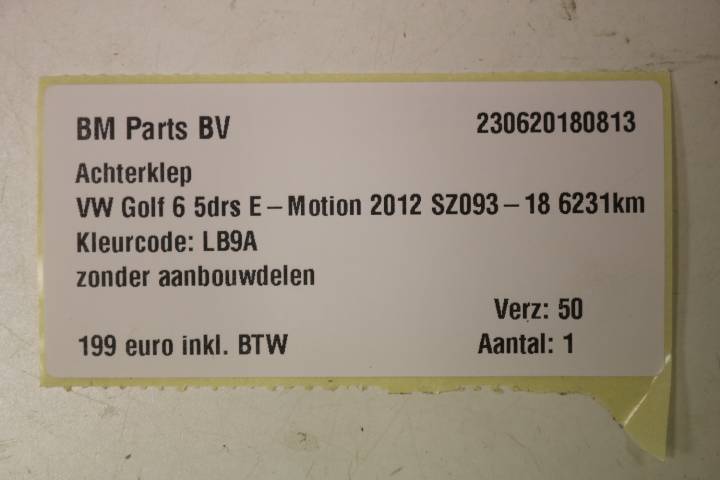 BM Parts BV 230620180813
Achterklep
VW Golf 6 5drs E – Motion 2012 SZ093 – 18 6231km
Kleurcode: LB9A
zonder aanbouwdelen
Verz: 50
199 euro inkl. BTW Aantal: 1